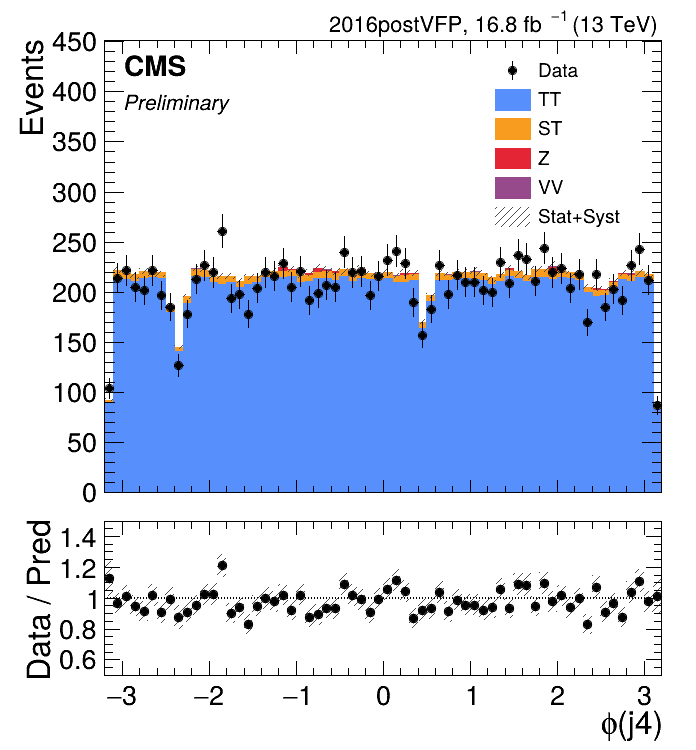 2016postVFP, 16.8 fb⁻¹ (13 TeV)
Events
450
400
350
300
250
200
150
100
50
0
CMS
Preliminary
Data
TT
ST
Z
VV
Stat+Syst
Data / Pred
1.4
1.2
1
0.8
0.6
−3 −2 −1 0 1 2 3
ϕ(j4)